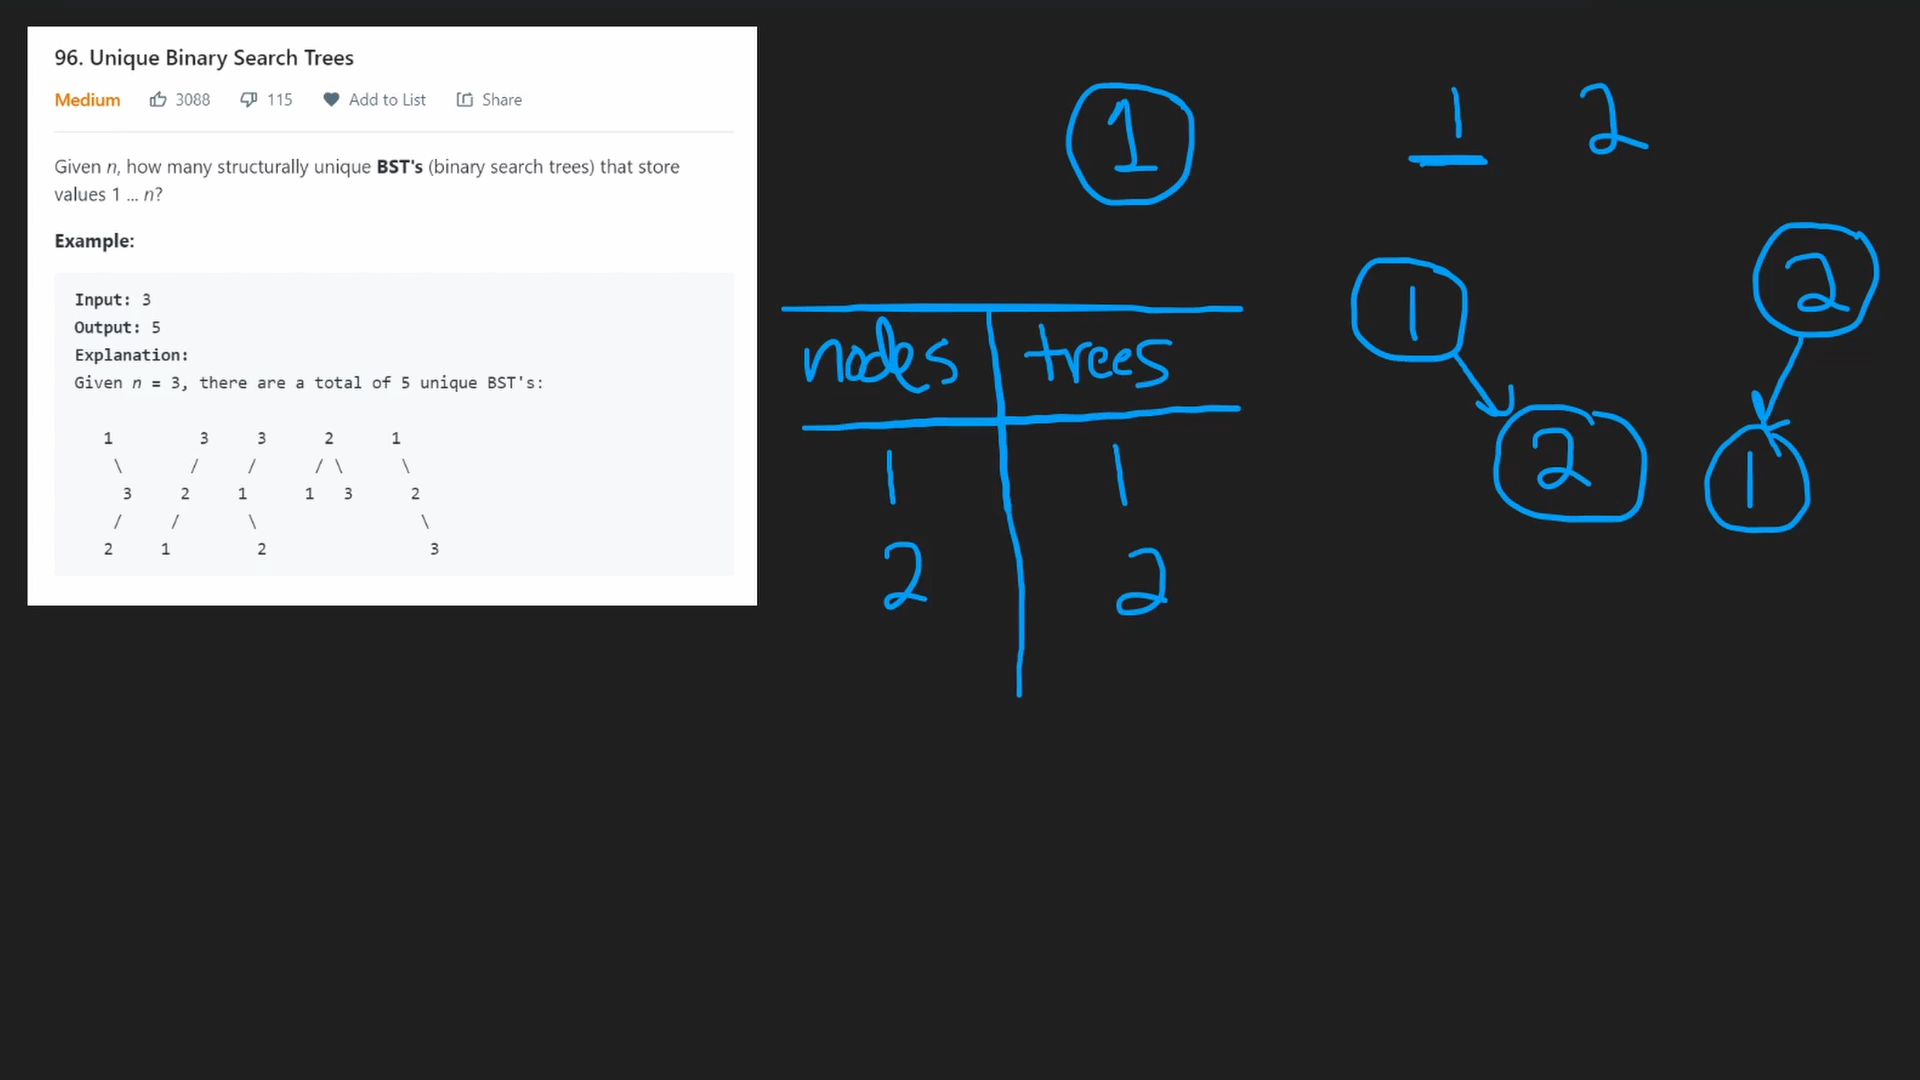 96. Unique Binary Search Trees
Medium 3088 115 Add to List Share
Given n, how many structurally unique BST's (binary search trees) that store
values 1 ... n?
Example:
Input: 3
Output: 5
Explanation:
Given n = 3, there are a total of 5 unique BST's:
1 3 3 2 1
\ / / / \ \
3 2 1 1 3 2
/ / \ \
2 1 2 3
1
1 2
nodes trees
1 1
2 2
1
2
2
1